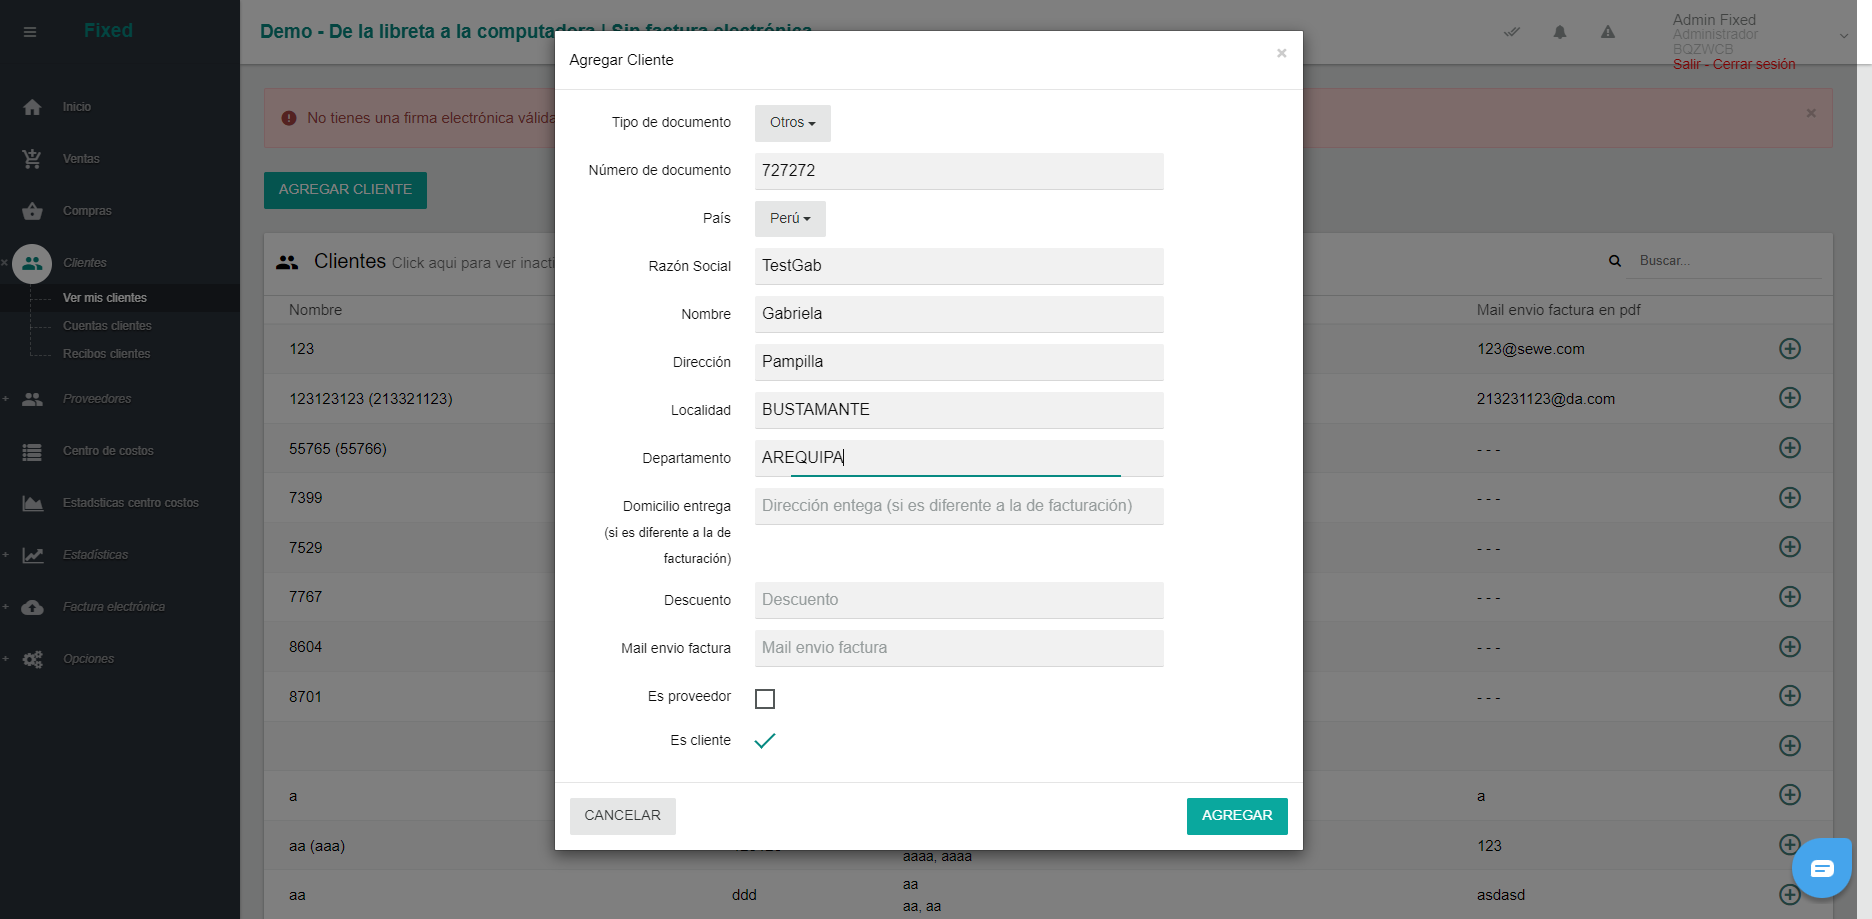 Fixed
Demo - De la libreta a la computadora | Sin factura electrónica
Admin Fixed
Administrador
BQZWCB
Salir - Cerrar sesión
Inicio
Ventas
Compras
Clientes
Ver mis clientes
Cuentas clientes
Recibos clientes
Proveedores
Centro de costos
Estadsticas centro costos
Estadísticas
Factura electrónica
Opciones
No tienes una firma electrónica válida
×
AGREGAR CLIENTE
Clientes Click aqui para ver inacti
Buscar...
Nombre
Mail envio factura en pdf
123
123@sewe.com
123123123 (213321123)
213231123@da.com
55765 (55766)
- - -
7399
- - -
7529
- - -
7767
- - -
8604
- - -
8701
- - -
a
a
aa (aaa)
aaaa, aaaa
123
aa
ddd
aa
aa, aa
asdasd
Agregar Cliente
×
Tipo de documento
Otros
Número de documento
727272
País
Perú
Razón Social
TestGab
Nombre
Gabriela
Dirección
Pampilla
Localidad
BUSTAMANTE
Departamento
AREQUIPA
Domicilio entrega
(si es diferente a la de
facturación)
Dirección entega (si es diferente a la de facturación)
Descuento
Descuento
Mail envio factura
Mail envio factura
Es proveedor
Es cliente
CANCELAR
AGREGAR